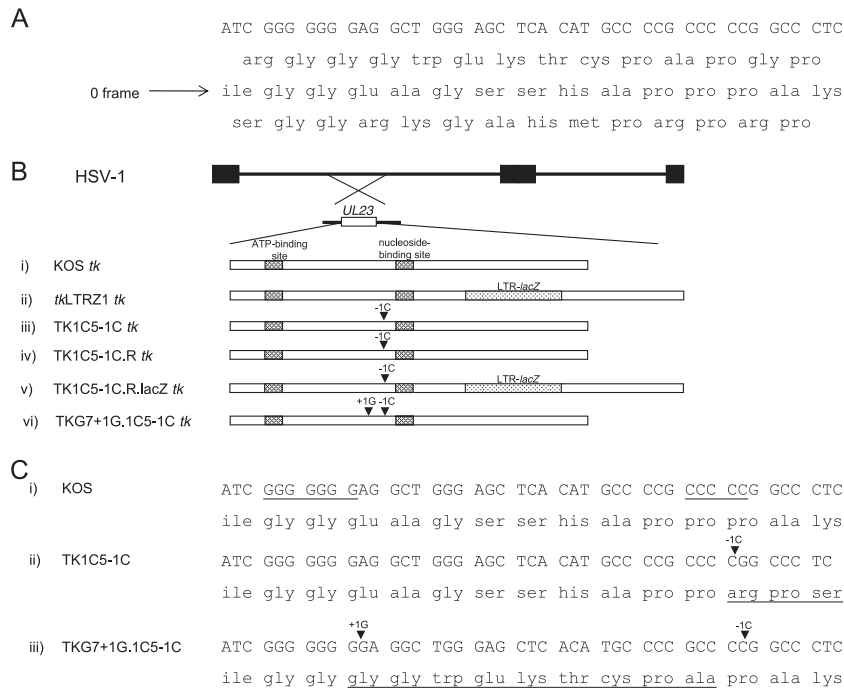 A
ATC GGG GGG GAG GCT GGG AGC TCA CAT GCC CCG CCC CCG GCC CTC
arg gly gly gly trp glu lys thr cys pro ala pro gly pro
0 frame
ile gly gly glu ala gly ser ser his ala pro pro pro ala lys
ser gly gly arg lys gly ala his met pro arg pro arg pro
B
HSV-1
UL23
ATP-binding site
nucleoside-binding site
i) KOS tk
ii) tkLTRZ1 tk
LTR-lacZ
-1C
iii) TK1C5-1C tk
-1C
iv) TK1C5-1C.R tk
-1C
v) TK1C5-1C.R.lacZ tk
LTR-lacZ
+1G -1C
vi) TKG7+1G.1C5-1C tk
C
i) KOS
ATC GGG GGG GAG GCT GGG AGC TCA CAT GCC CCG CCC CCG GCC CTC
ile gly gly glu ala gly ser ser his ala pro pro pro ala lys
-1C
ii) TK1C5-1C
ATC GGG GGG GAG GCT GGG AGC TCA CAT GCC CCG CCC CGG CCC TC
ile gly gly glu ala gly ser ser his ala pro pro arg pro ser
+1G
-1C
iii) TKG7+1G.1C5-1C
ATC GGG GGG GGA GGC TGG GAG CTC ACA TGC CCC GCC CCG GCC CTC
ile gly gly gly gly trp glu lys thr cys pro ala pro ala lys